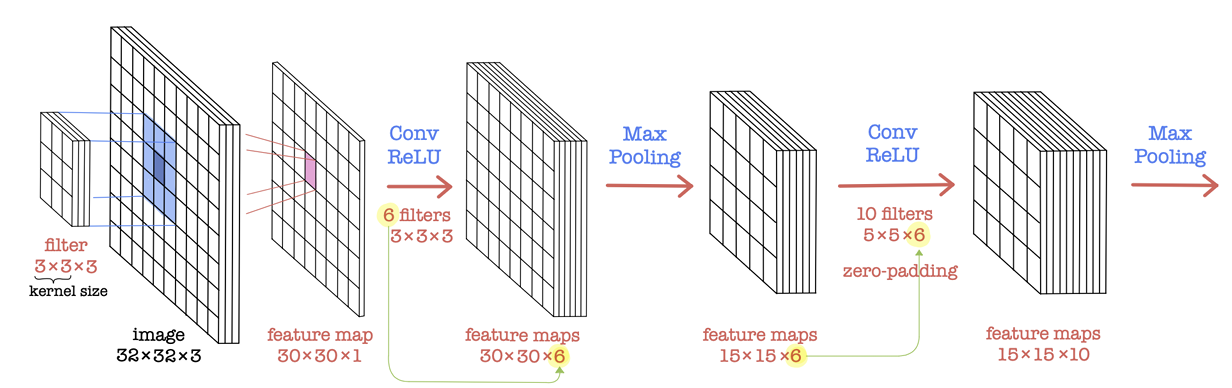 filter
3×3×3
kernel size
image
32×32×3
feature map
30×30×1
Conv
ReLU
6 filters
3×3×3
feature maps
30×30×6
Max
Pooling
feature maps
15×15×6
Conv
ReLU
10 filters
5×5×6
zero-padding
feature maps
15×15×10
Max
Pooling